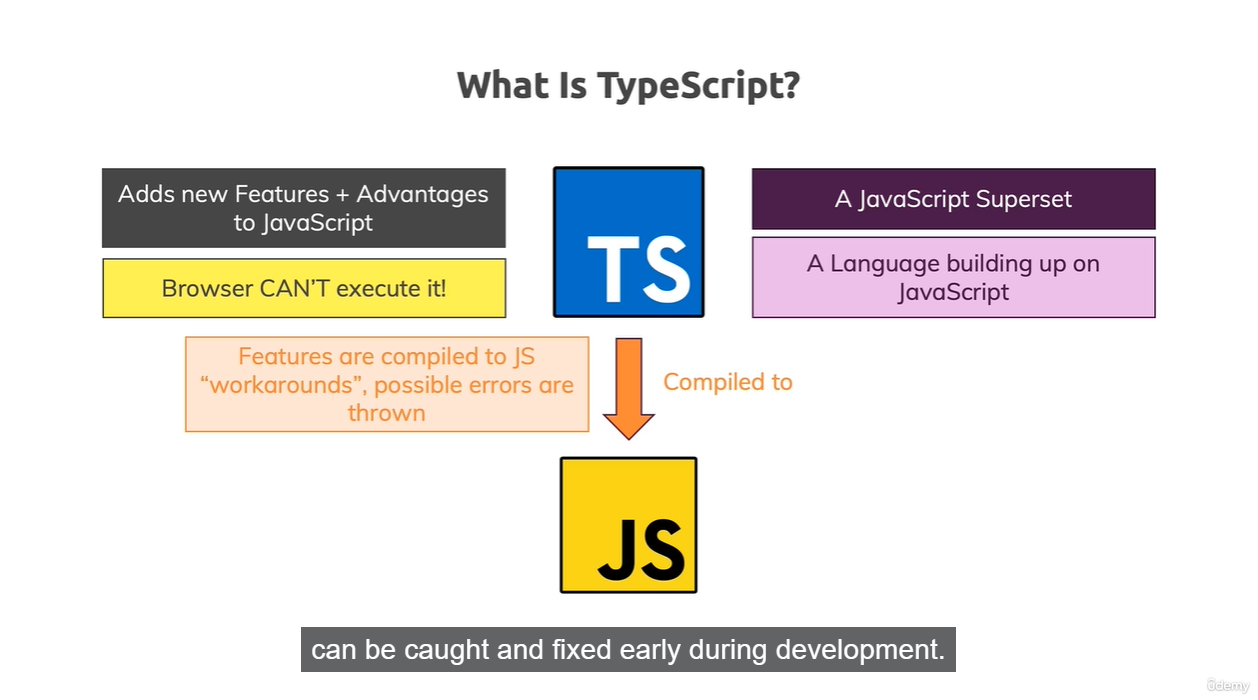 What Is TypeScript?
Adds new Features + Advantages
to JavaScript
Browser CAN’T execute it!
TS
A JavaScript Superset
A Language building up on
JavaScript
Features are compiled to JS
“workarounds”, possible errors are
thrown
Compiled to
JS
can be caught and fixed early during development.
ûdemy